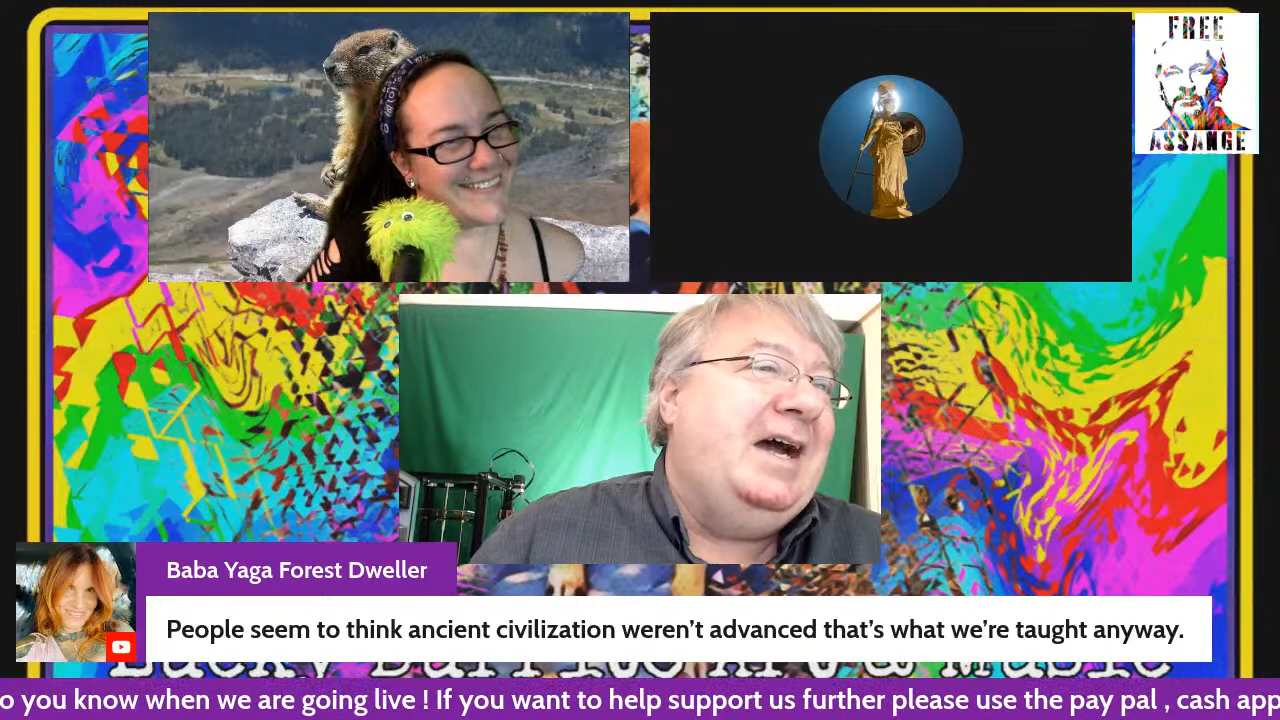 FREE
ASSANGE
Baba Yaga Forest Dweller
People seem to think ancient civilization weren't advanced that's what we're taught anyway.
o you know when we are going live ! If you want to help support us further please use the pay pal , cash app